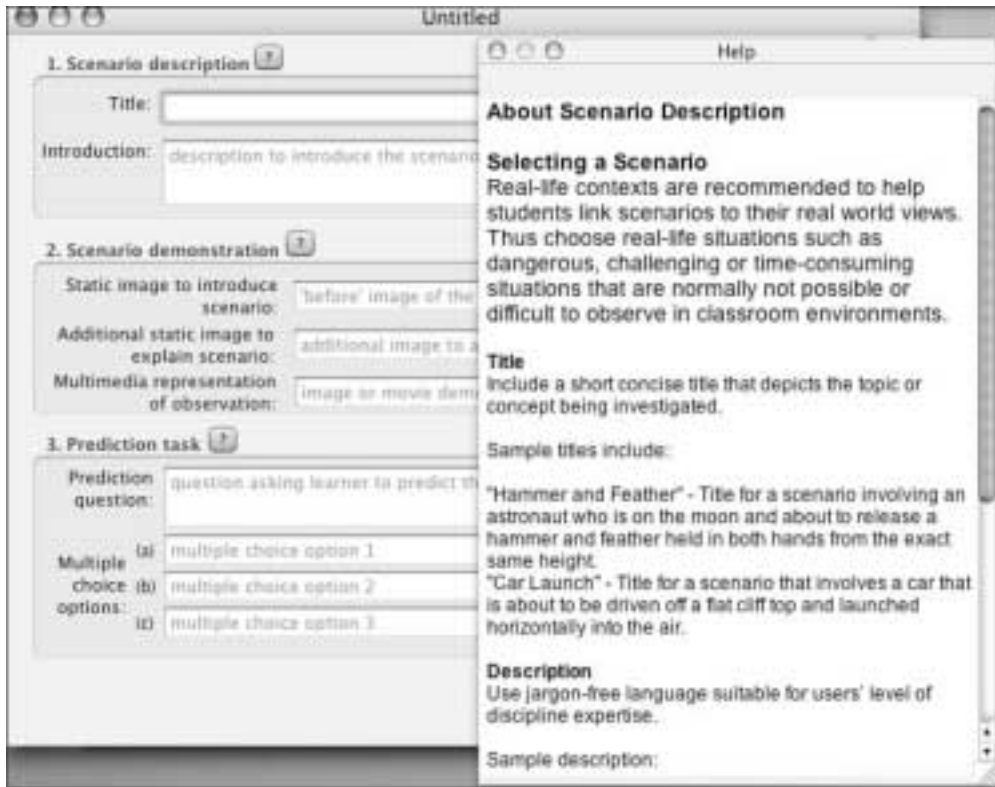 Untitled
1. Scenario description ?
Title:
Introduction:
description to introduce the scenario
2. Scenario demonstration ?
Static image to introduce
scenario:
'before' image of the
Additional static image to
explain scenario:
additional image to a
Multimedia representation
of observation:
image or movie dem
3. Prediction task ?
Prediction
question:
question asking learner to predict th
Multiple
choice
options:
(a) multiple choice option 1
(b) multiple choice option 2
(c) multiple choice option 3
Help
About Scenario Description
Selecting a Scenario
Real-life contexts are recommended to help
students link scenarios to their real world views.
Thus choose real-life situations such as
dangerous, challenging or time-consuming
situations that are normally not possible or
difficult to observe in classroom environments.
Title
Include a short concise title that depicts the topic or
concept being investigated.
Sample titles include:
"Hammer and Feather" - Title for a scenario involving an
astronaut who is on the moon and about to release a
hammer and feather held in both hands from the exact
same height.
"Car Launch" - Title for a scenario that involves a car that
is about to be driven off a flat cliff top and launched
horizontally into the air.
Description
Use jargon-free language suitable for users' level of
discipline expertise.
Sample description: